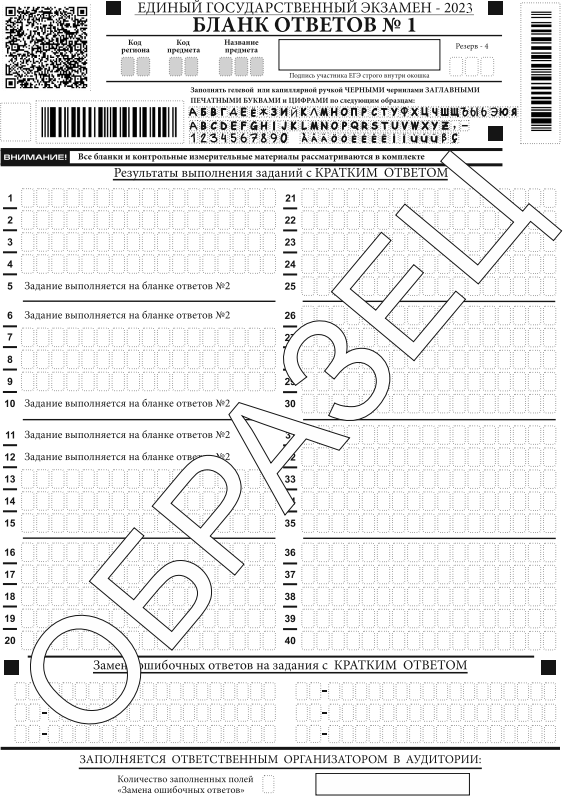 ЕДИНЫЙ ГОСУДАРСТВЕННЫЙ ЭКЗАМЕН - 2023
БЛАНК ОТВЕТОВ № 1
Код региона
Код предмета
Название предмета
Резерв - 4
Подпись участника ЕГЭ строго внутри окошка
Заполнять гелевой или капиллярной ручкой ЧЕРНЫМИ чернилами ЗАГЛАВНЫМИ
ПЕЧАТНЫМИ БУКВАМИ и ЦИФРАМИ по следующим образцам:
АБВГДЕЁЖЗИЙКЛМНОПРСТУФХЦЧШЩЪЫЬЭЮЯ
ABCDEFGHIJKLMNOPQRSTUVWXYZ,-
1234567890
ВНИМАНИЕ! Все бланки и контрольные измерительные материалы рассматриваются в комплекте
Результаты выполнения заданий с КРАТКИМ ОТВЕТОМ
1
2
3
4
5 Задание выполняется на бланке ответов №2
6 Задание выполняется на бланке ответов №2
7
8
9
10 Задание выполняется на бланке ответов №2
11 Задание выполняется на бланке ответов №2
12 Задание выполняется на бланке ответов №2
13
14
15
16
17
18
19
20
21
22
23
24
25
26
30
33
35
36
37
38
39
40
ОБРАЗЕЦ
Замена ошибочных ответов на задания с КРАТКИМ ОТВЕТОМ
ЗАПОЛНЯЕТСЯ ОТВЕТСТВЕННЫМ ОРГАНИЗАТОРОМ В АУДИТОРИИ:
Количество заполненных полей
«Замена ошибочных ответов»